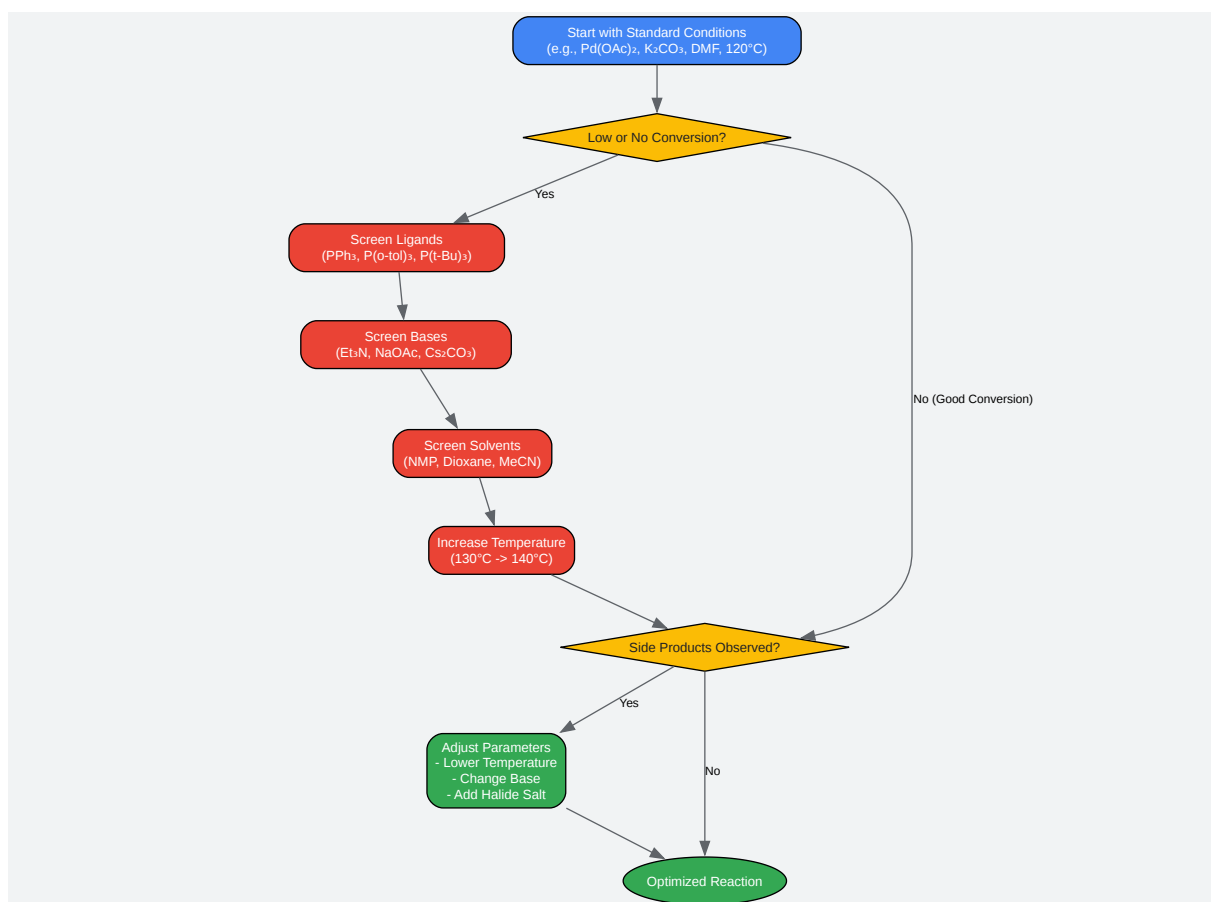 Start with Standard Conditions
(e.g., Pd(OAc)₂, K₂CO₃, DMF, 120°C)
Low or No Conversion?
Yes
Screen Ligands
(PPh₃, P(o-tol)₃, P(t-Bu)₃)
Screen Bases
(Et₃N, NaOAc, Cs₂CO₃)
No (Good Conversion)
Screen Solvents
(NMP, Dioxane, MeCN)
Increase Temperature
(130°C -> 140°C)
Side Products Observed?
Yes
Adjust Parameters
- Lower Temperature
- Change Base
- Add Halide Salt
No
Optimized Reaction